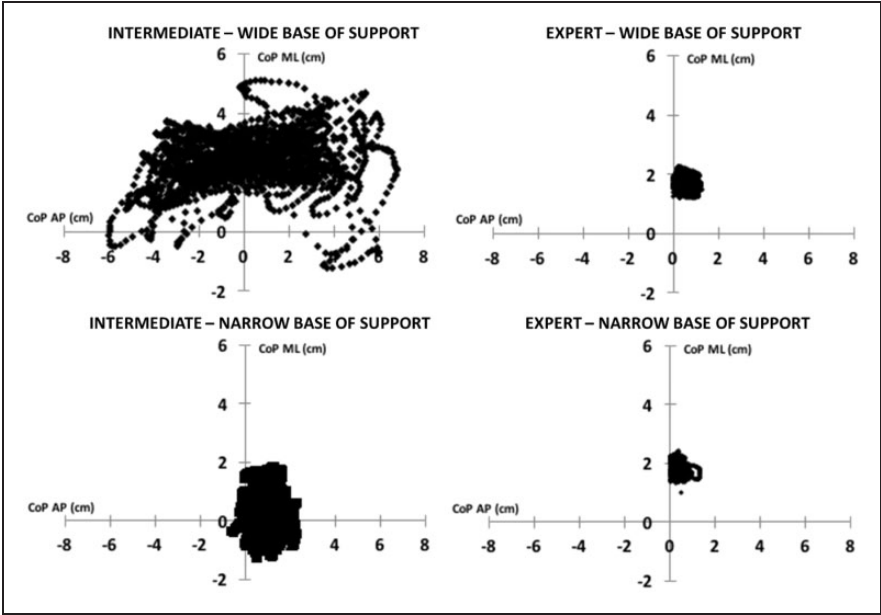 INTERMEDIATE – WIDE BASE OF SUPPORT
6
CoP ML (cm)
4
2
CoP AP (cm)
0
-8 -6 -4 -2 0 2 4 6 8
-2
EXPERT – WIDE BASE OF SUPPORT
6
CoP ML (cm)
4
2
CoP AP (cm)
0
-8 -6 -4 -2 0 2 4 6 8
-2
INTERMEDIATE – NARROW BASE OF SUPPORT
6
CoP ML (cm)
4
2
CoP AP (cm)
0
-8 -6 -4 -2 0 2 4 6 8
-2
EXPERT – NARROW BASE OF SUPPORT
6
CoP ML (cm)
4
2
CoP AP (cm)
0
-8 -6 -4 -2 0 2 4 6 8
-2